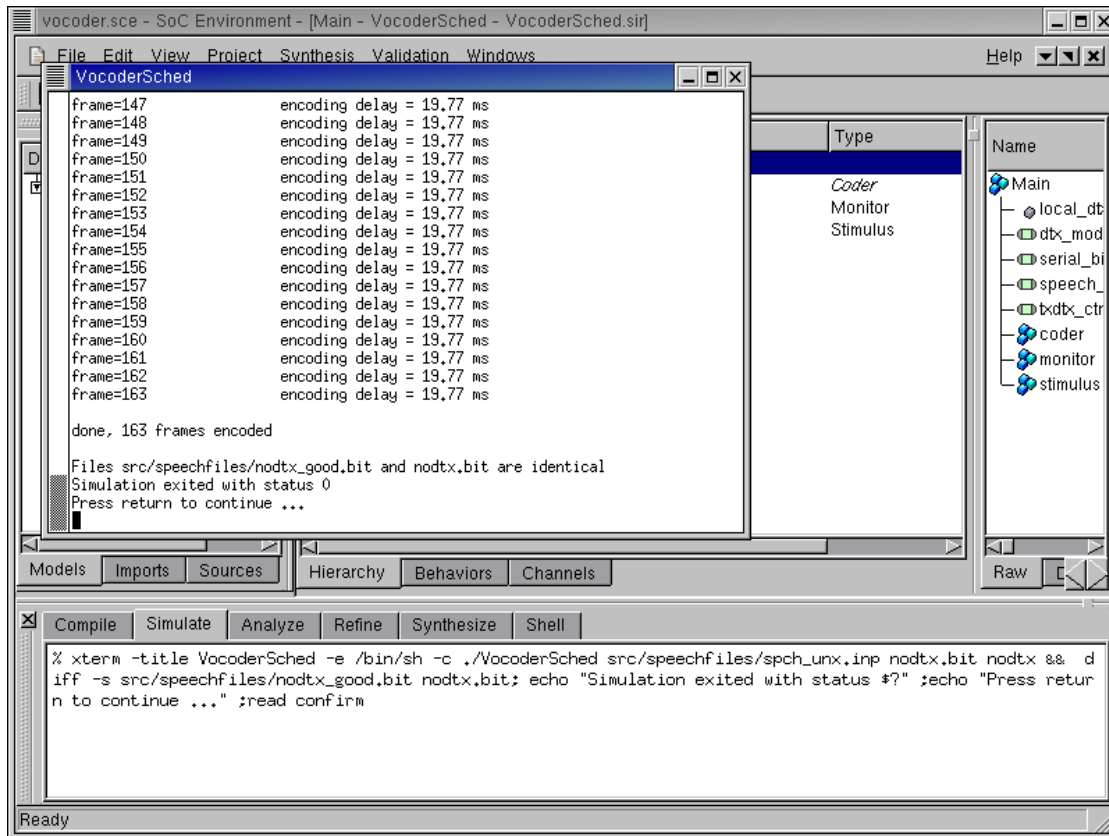 vocoder.sce - SoC Environment - [Main - VocoderSched - VocoderSched.sir]
File Edit View Project Synthesis Validation Windows Help
VocoderSched
frame=147 encoding delay = 19.77 ms
frame=148 encoding delay = 19.77 ms
frame=149 encoding delay = 19.77 ms
frame=150 encoding delay = 19.77 ms
frame=151 encoding delay = 19.77 ms
frame=152 encoding delay = 19.77 ms
frame=153 encoding delay = 19.77 ms
frame=154 encoding delay = 19.77 ms
frame=155 encoding delay = 19.77 ms
frame=156 encoding delay = 19.77 ms
frame=157 encoding delay = 19.77 ms
frame=158 encoding delay = 19.77 ms
frame=159 encoding delay = 19.77 ms
frame=160 encoding delay = 19.77 ms
frame=161 encoding delay = 19.77 ms
frame=162 encoding delay = 19.77 ms
frame=163 encoding delay = 19.77 ms
done, 163 frames encoded
Files src/speechfiles/nodtx_good.bit and nodtx.bit are identical
Simulation exited with status 0
Press return to continue ...
Type
Coder
Monitor
Stimulus
Name
Main
local_dt
dtx_mod
serial_bi
speech_
txdtx_ctr
coder
monitor
stimulus
Models Imports Sources
Hierarchy Behaviors Channels
Raw
Compile Simulate Analyze Refine Synthesize Shell
% xterm -title VocoderSched -e /bin/sh -c ./VocoderSched src/speechfiles/spch_unx.inp nodtx.bit nodtx && d
iff -s src/speechfiles/nodtx_good.bit nodtx.bit; echo "Simulation exited with status $?" ;echo "Press retur
n to continue ..." ;read confirm
Ready